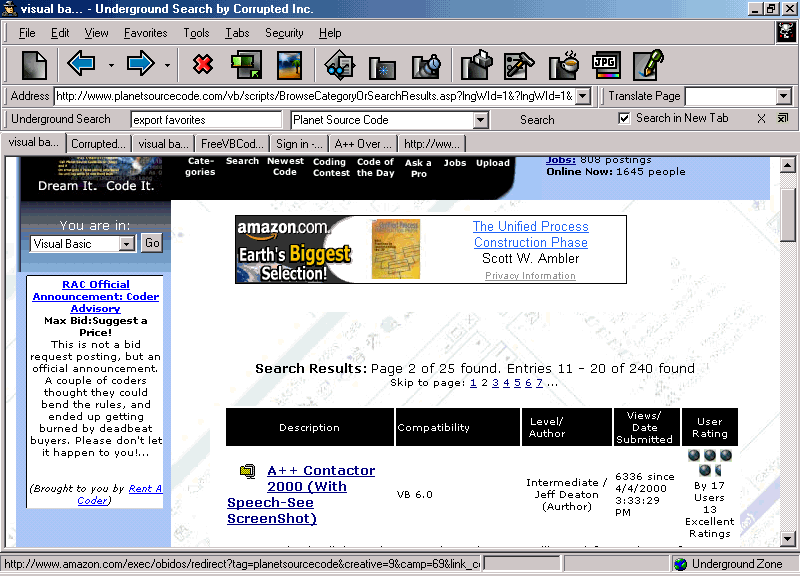 visual ba... - Underground Search by Corrupted Inc.
File Edit View Favorites Tools Tabs Security Help
JPG
Address http://www.planetsourcecode.com/vb/scripts/BrowseCategoryOrSearchResults.asp?lngWId=1&?lngWId=1& Translate Page
Underground Search export favorites Planet Source Code Search Search in New Tab
visual ba... Corrupted... visual ba... FreeVBCod... Sign in -... A++ Over ... http://ww...
Dream It. Code It.
Cate-
gories
Search
Newest
Code
Coding
Contest
Code of
the Day
Ask a
Pro
Jobs
Upload
Jobs: 808 postings
Online Now: 1645 people
You are in:
Visual Basic Go
RAC Official
Announcement: Coder
Advisory
Max Bid:Suggest a
Price!
This is not a bid
request posting, but an
official announcement.
A couple of coders
thought they could
bend the rules, and
ended up getting
burned by deadbeat
buyers. Please don't let
it happen to you!...
(Brought to you by Rent A
Coder)
amazon.com.
Earth's Biggest
Selection!
The Unified Process
Construction Phase
Scott W. Ambler
Privacy Information
Search Results: Page 2 of 25 found. Entries 11 - 20 of 240 found
Skip to page: 1 2 3 4 5 6 7 ...
Description
Compatibility
Level/
Author
Views/
Date
Submitted
User
Rating
A++ Contactor
2000 (With
Speech-See
ScreenShot)
VB 6.0
Intermediate /
Jeff Deaton
(Aurthor)
6336 since
4/4/2000
3:33:29
PM
By 17
Users
13
Excellent
Ratings
http://www.amazon.com/exec/obidos/redirect?tag=planetsourcecode&creative=9&camp=69&link_c
Underground Zone